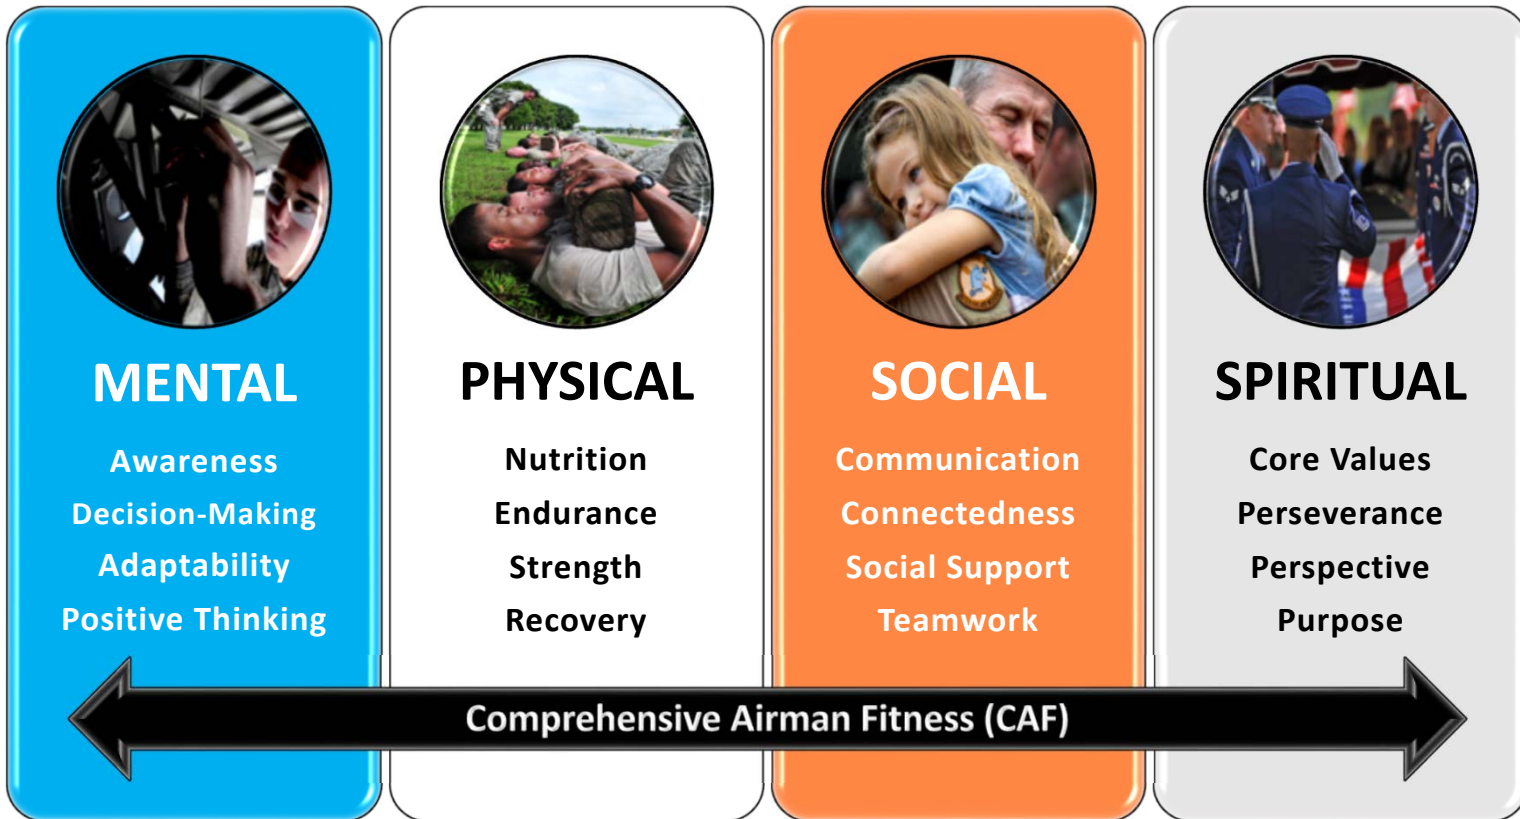 MENTAL
Awareness
Decision-Making
Adaptability
Positive Thinking
PHYSICAL
Nutrition
Endurance
Strength
Recovery
SOCIAL
Communication
Connectedness
Social Support
Teamwork
SPIRITUAL
Core Values
Perseverance
Perspective
Purpose
Comprehensive Airman Fitness (CAF)